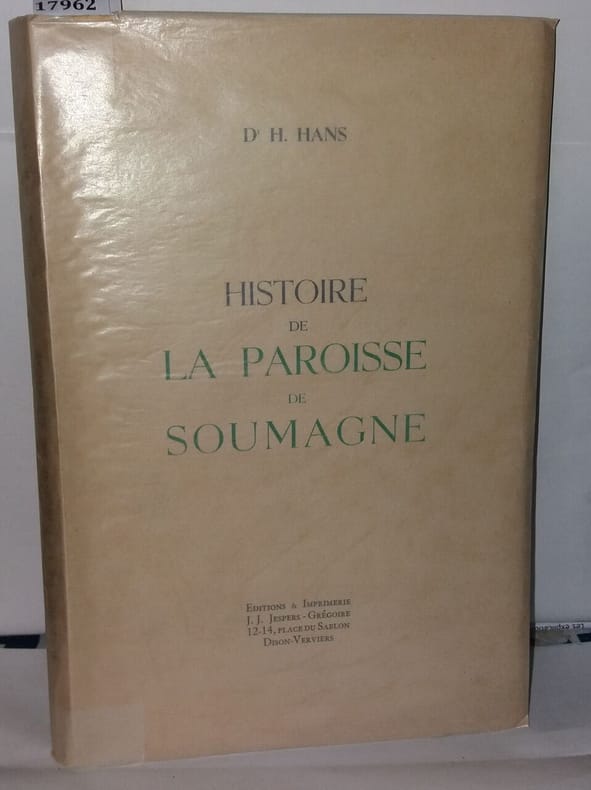 17962
Dr H. HANS
HISTOIRE
DE
LA PAROISSE
DE
SOUMAGNE
EDITIONS & IMPRIMERIE
J. J. JESPERS - GRÉGOIRE
12-14, PLACE DU SABLON
DISON-VERVIERS
Les